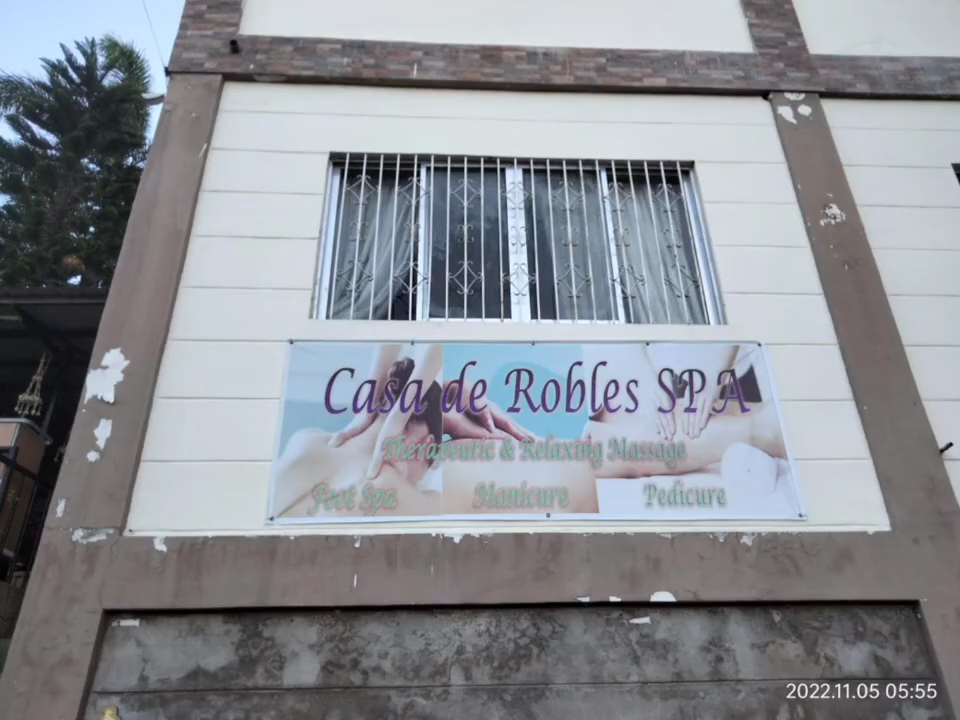 Casa de Robles SPA
Therapeutic & Relaxing Massage
Foot Spa Manicure Pedicure
2022.11.05 05:55